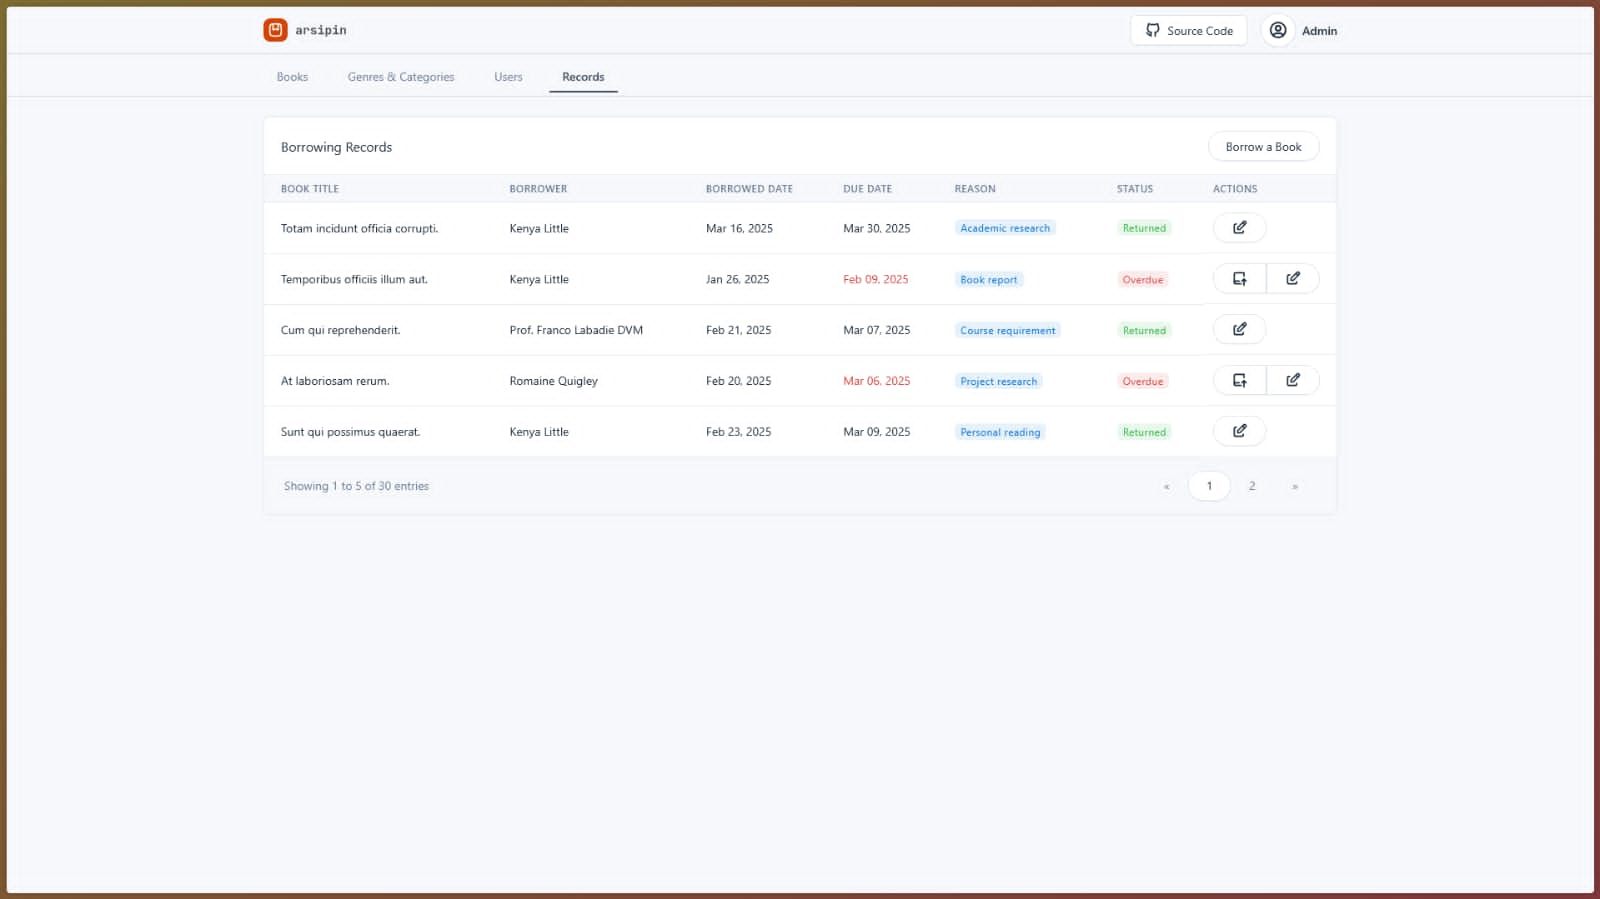 arsipin
Source Code
Admin
Books
Genres & Categories
Users
Records
Borrowing Records
Borrow a Book
BOOK TITLE BORROWER BORROWED DATE DUE DATE REASON STATUS ACTIONS
Totam incidunt officia corrupti. Kenya Little Mar 16, 2025 Mar 30, 2025 Academic research Returned
Temporibus officiis illum aut. Kenya Little Jan 26, 2025 Feb 09, 2025 Book report Overdue
Cum qui reprehenderit. Prof. Franco Labadie DVM Feb 21, 2025 Mar 07, 2025 Course requirement Returned
At laboriosam rerum. Romaine Quigley Feb 20, 2025 Mar 06, 2025 Project research Overdue
Sunt qui possimus quaerat. Kenya Little Feb 23, 2025 Mar 09, 2025 Personal reading Returned
Showing 1 to 5 of 30 entries
« 1 2 »